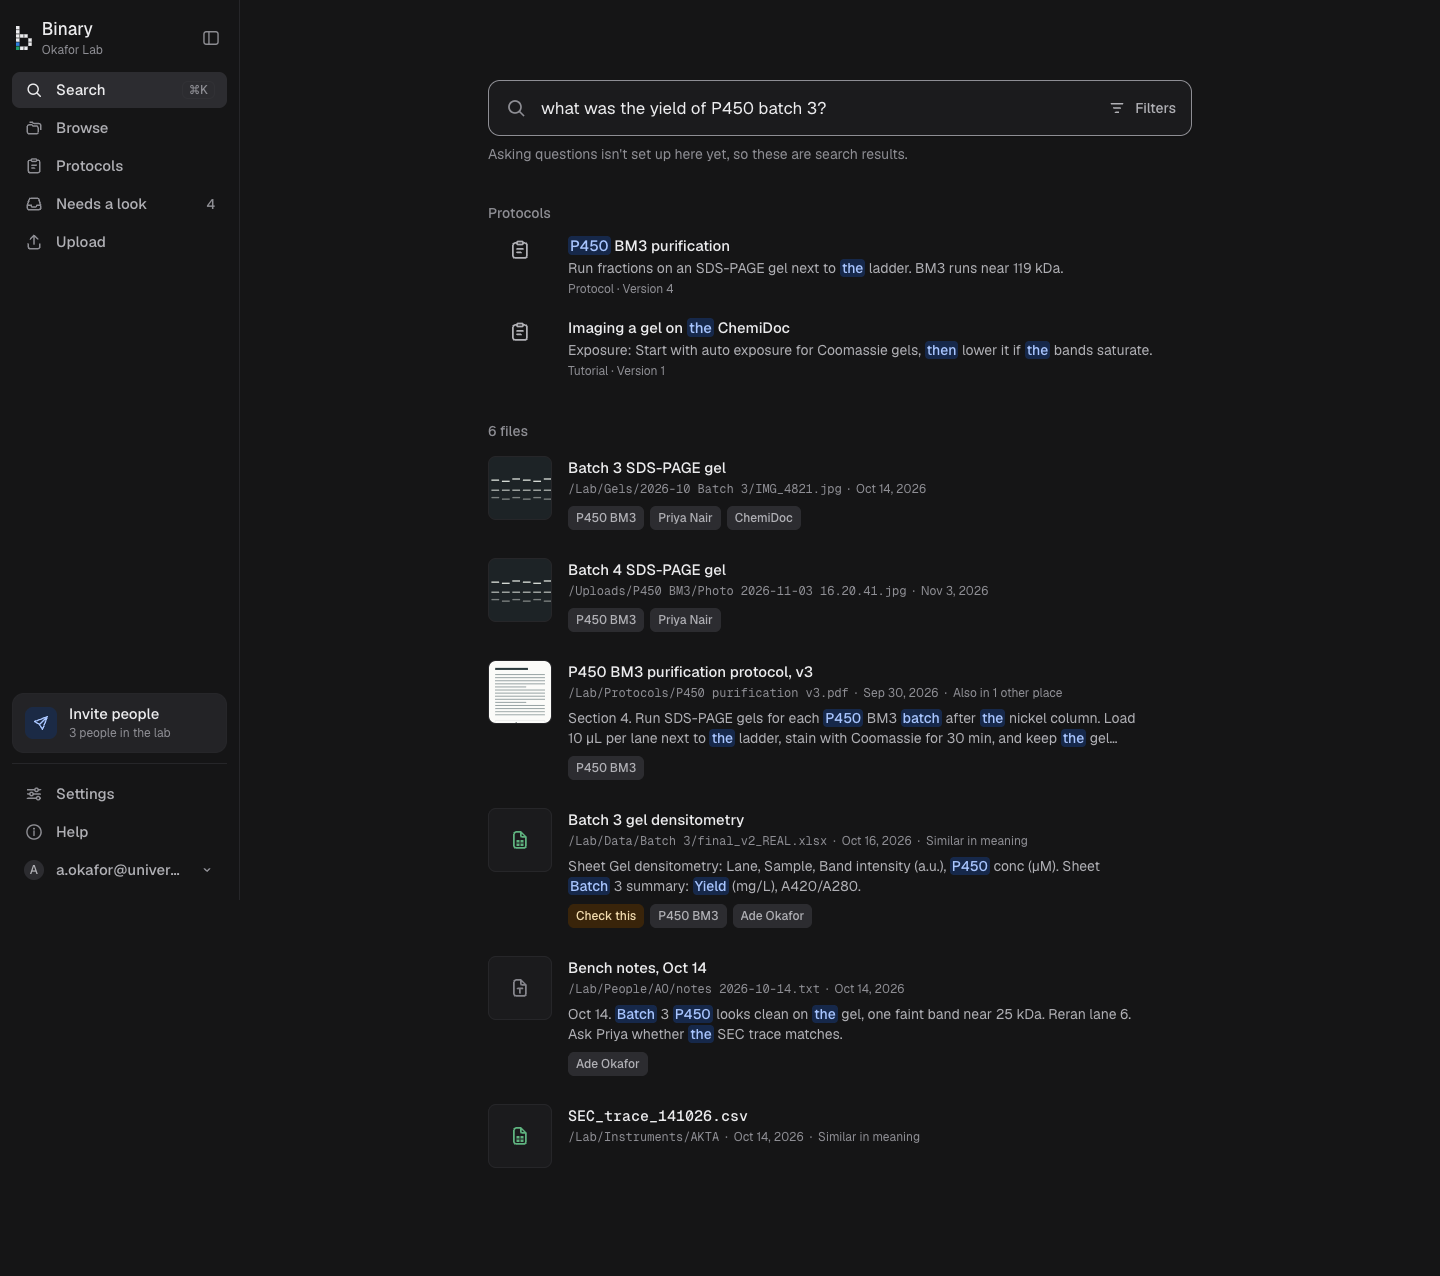 Binary
Okafor Lab
Search ⌘K
Browse
Protocols
Needs a look 4
Upload
Invite people
3 people in the lab
Settings
Help
A a.okafor@univer...
what was the yield of P450 batch 3?
Filters
Asking questions isn't set up here yet, so these are search results.
Protocols
P450 BM3 purification
Run fractions on an SDS-PAGE gel next to the ladder. BM3 runs near 119 kDa.
Protocol · Version 4
Imaging a gel on the ChemiDoc
Exposure: Start with auto exposure for Coomassie gels, then lower it if the bands saturate.
Tutorial · Version 1
6 files
Batch 3 SDS-PAGE gel
/Lab/Gels/2026-10 Batch 3/IMG_4821.jpg · Oct 14, 2026
P450 BM3 Priya Nair ChemiDoc
Batch 4 SDS-PAGE gel
/Uploads/P450 BM3/Photo 2026-11-03 16.20.41.jpg · Nov 3, 2026
P450 BM3 Priya Nair
P450 BM3 purification protocol, v3
/Lab/Protocols/P450 purification v3.pdf · Sep 30, 2026 · Also in 1 other place
Section 4. Run SDS-PAGE gels for each P450 BM3 batch after the nickel column. Load
10 µL per lane next to the ladder, stain with Coomassie for 30 min, and keep the gel...
P450 BM3
Batch 3 gel densitometry
/Lab/Data/Batch 3/final_v2_REAL.xlsx · Oct 16, 2026 · Similar in meaning
Sheet Gel densitometry: Lane, Sample, Band intensity (a.u.), P450 conc (µM). Sheet
Batch 3 summary: Yield (mg/L), A420/A280.
Check this P450 BM3 Ade Okafor
Bench notes, Oct 14
/Lab/People/AO/notes 2026-10-14.txt · Oct 14, 2026
Oct 14. Batch 3 P450 looks clean on the gel, one faint band near 25 kDa. Reran lane 6.
Ask Priya whether the SEC trace matches.
Ade Okafor
SEC_trace_141026.csv
/Lab/Instruments/AKTA · Oct 14, 2026 · Similar in meaning